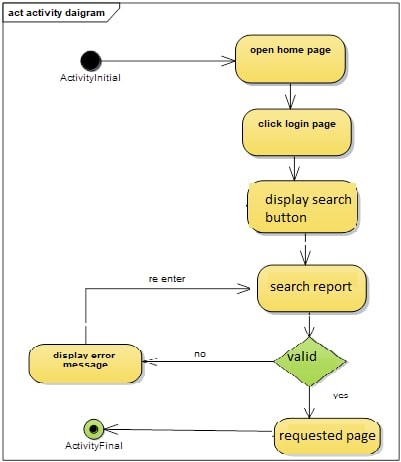 act activity daigram
open home page
ActivityInitial
click login page
display search
button
re enter
search report
display error
message
no
valid
yes
requested page
ActivityFinal